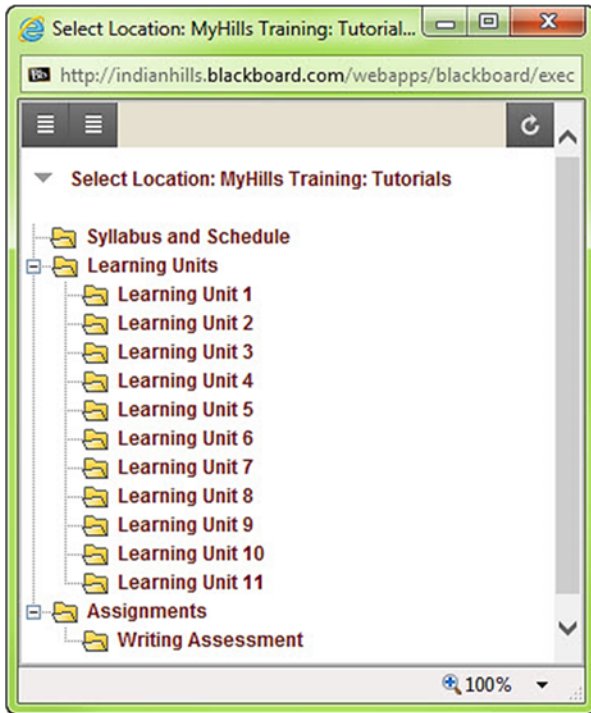 Select Location: MyHills Training: Tutorial...
Bb http://indianhills.blackboard.com/webapps/blackboard/exec
Select Location: MyHills Training: Tutorials
Syllabus and Schedule
Learning Units
Learning Unit 1
Learning Unit 2
Learning Unit 3
Learning Unit 4
Learning Unit 5
Learning Unit 6
Learning Unit 7
Learning Unit 8
Learning Unit 9
Learning Unit 10
Learning Unit 11
Assignments
Writing Assessment
100%